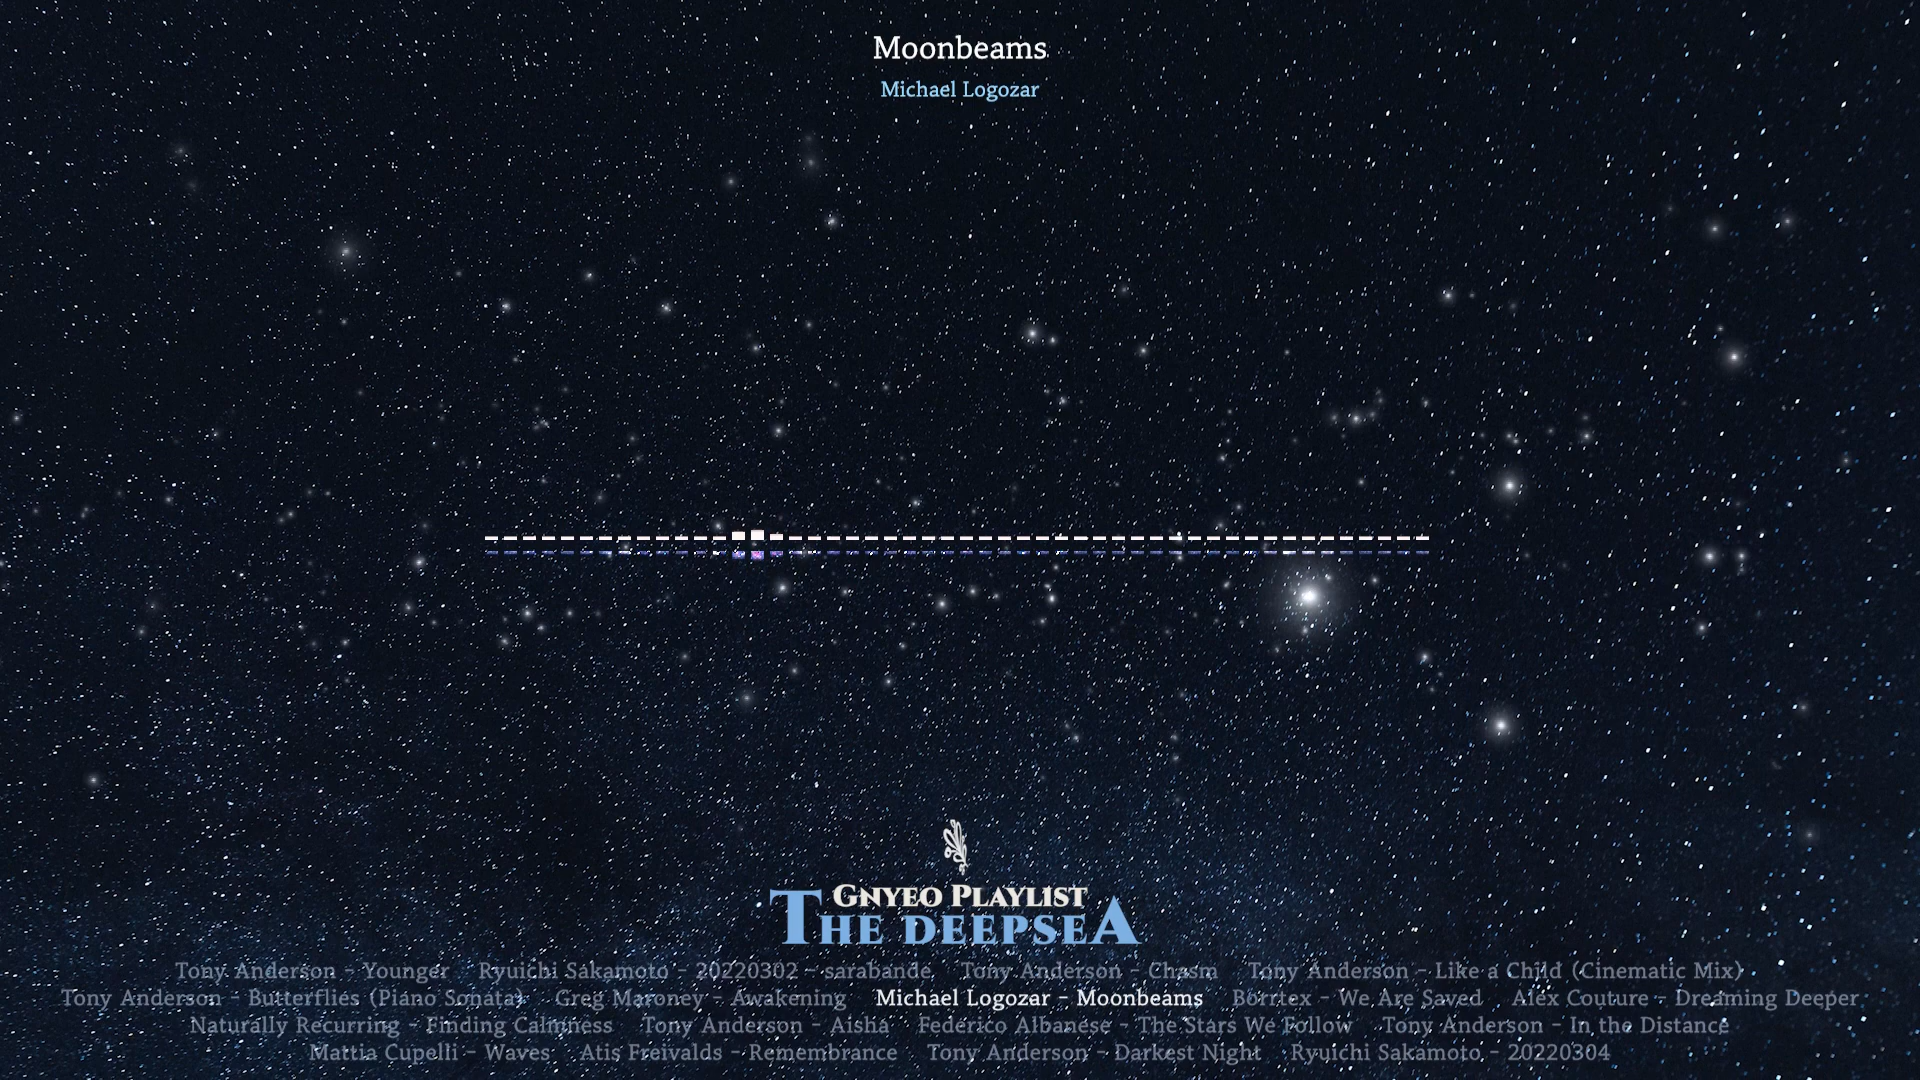 Moonbeams
Michael Logozar
Gnyeo Playlist
The deepseA
Tony Anderson - Younger Ryuichi Sakamoto - 20220302 - sarabande Tony Anderson - Chasm Tony Anderson - Like a Child (Cinematic Mix)
Tony Anderson - Butterflies (Piano Sonata) Greg Maroney - Awakening Michael Logozar - Moonbeams Borrtex - We Are Saved Alex Couture - Dreaming Deeper
Naturally Recurring - Finding Calmness Tony Anderson - Aisha Federico Albanese - The Stars We Follow Tony Anderson - In the Distance
Mattia Cupelli - Waves Atis Freivalds - Remembrance Tony Anderson - Darkest Night Ryuichi Sakamoto - 20220304